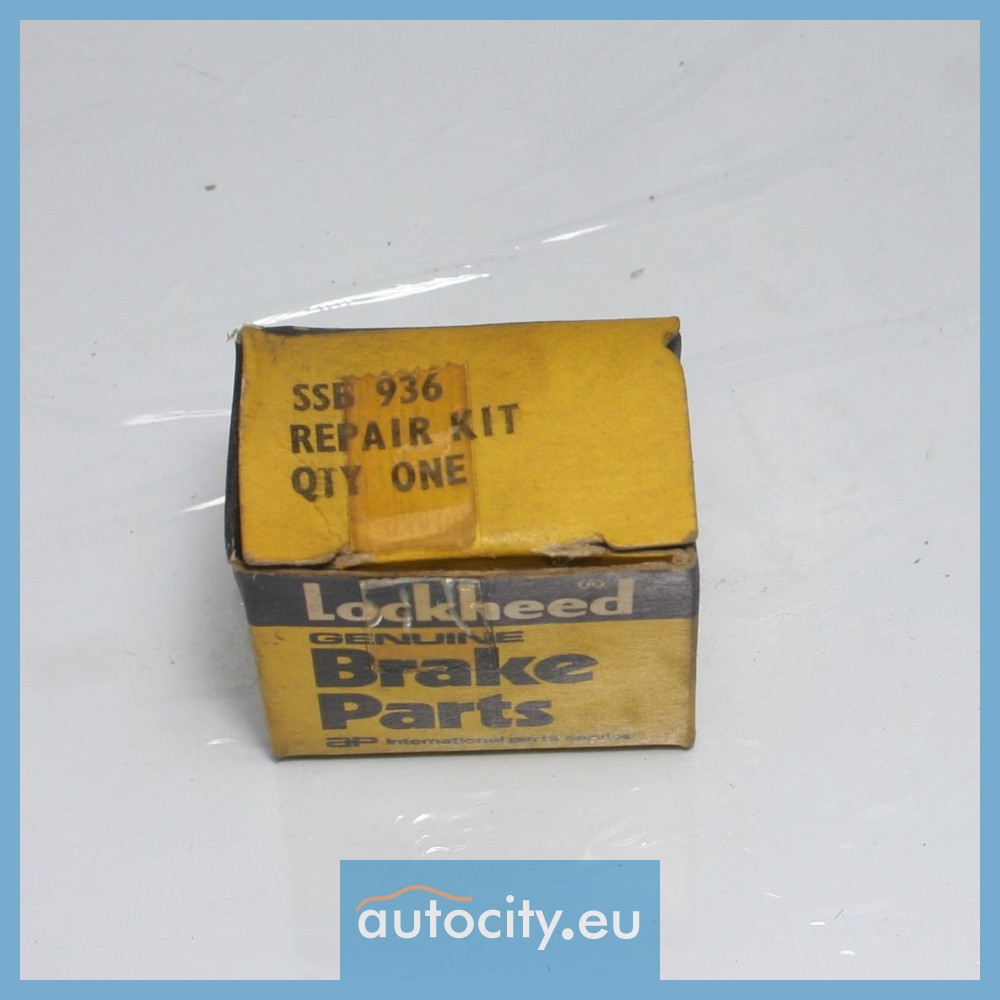 SSB 936
REPAIR KIT
QTY ONE
Lockheed®
GENUINE
Brake
Parts
ap International parts service
autocity.eu